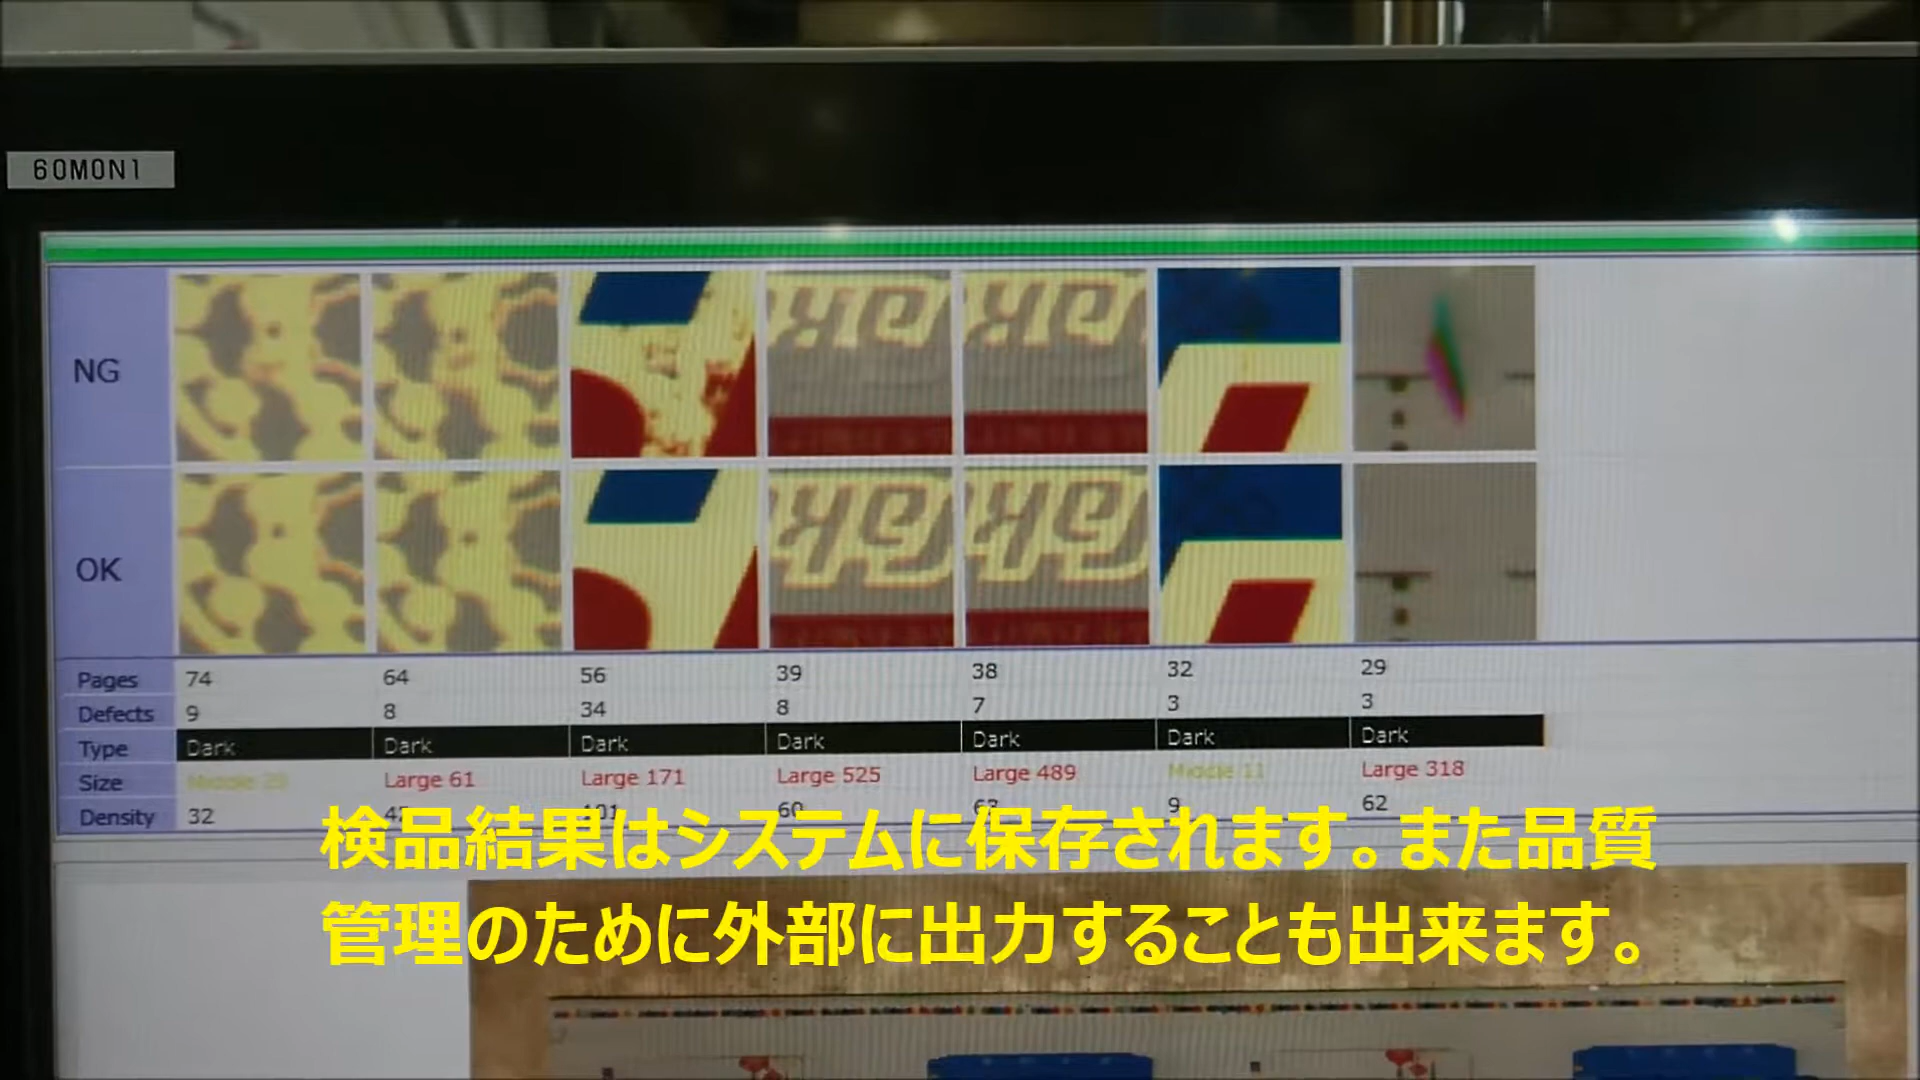 60MON1
NG
OK
Pages 74 64 56 39 38 32 29
Defects 9 8 34 8 7 3 3
Type Dark Dark Dark Dark Dark Dark Dark
Size Middle Large 61 Large 171 Large 525 Large 489 Middle 11 Large 318
Density 32 60 9 62
検品結果はシステムに保存されます。また品質
管理のために外部に出力することも出来ます。